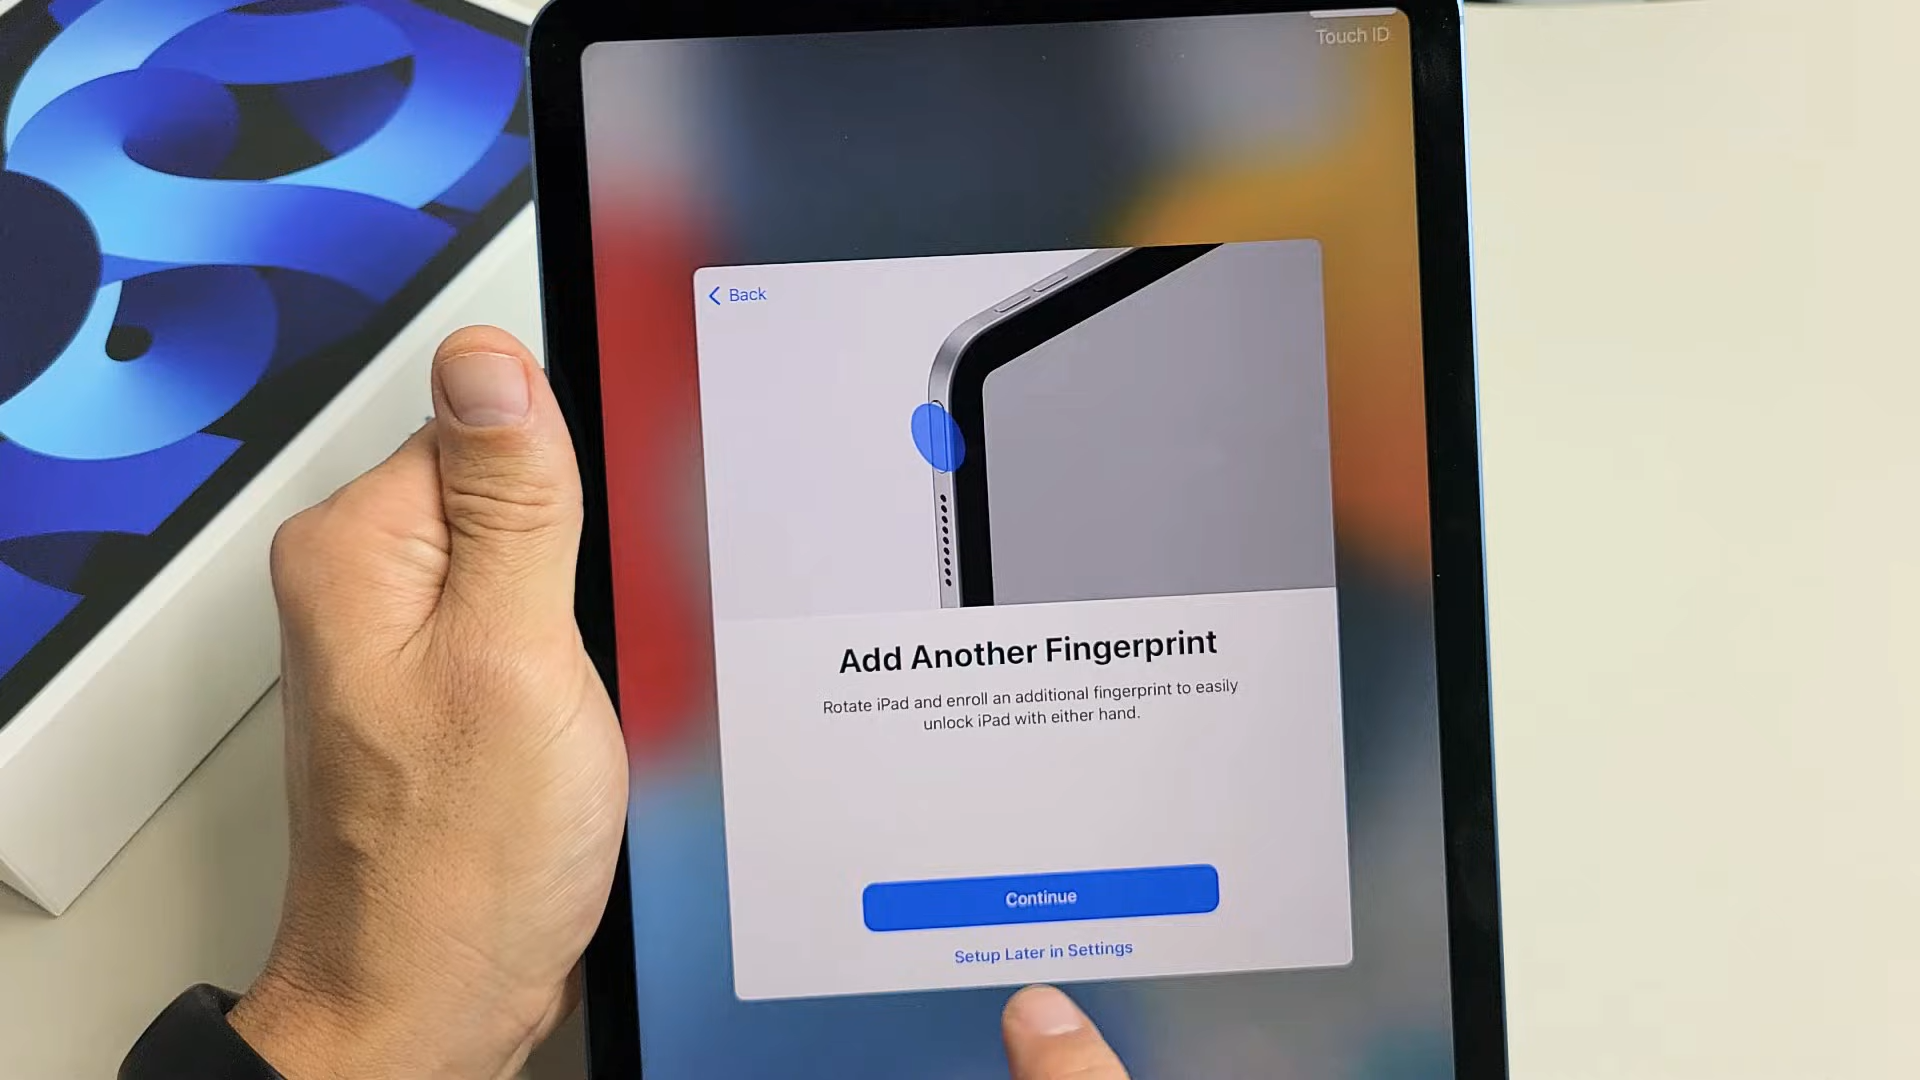 Touch ID
Back
Add Another Fingerprint
Rotate iPad and enroll an additional fingerprint to easily
unlock iPad with either hand.
Continue
Setup Later in Settings